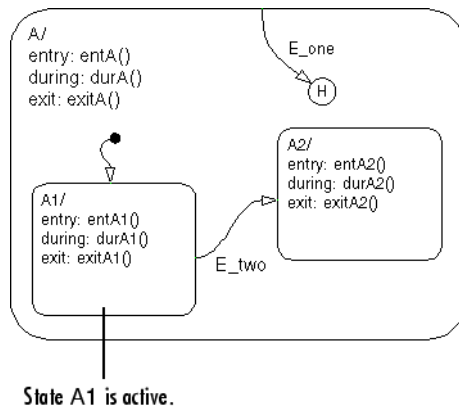 A/
entry: entA()
during: durA()
exit: exitA()
E_one
H
A1/
entry: entA1()
during: durA1()
exit: exitA1()
E_two
A2/
entry: entA2()
during: durA2()
exit: exitA2()
State A1 is active.